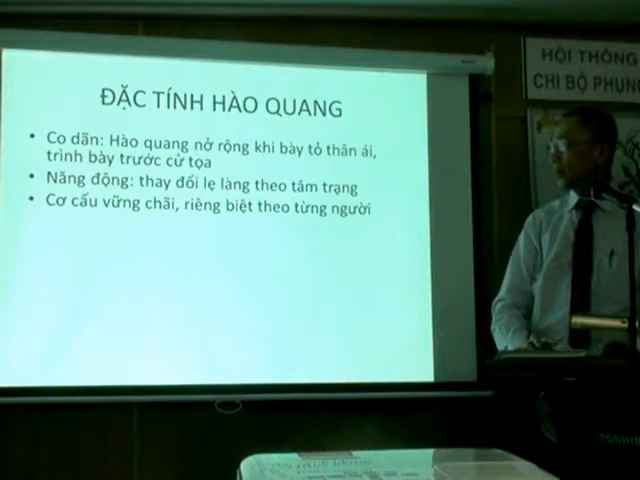 ĐẶC TÍNH HÀO QUANG
• Co dãn: Hào quang nở rộng khi bày tỏ thân ái,
trình bày trước cử tọa
• Năng động: thay đổi lẹ làng theo tâm trạng
• Cơ cấu vững chãi, riêng biệt theo từng người
HỘI THÔNG
CHI BỘ PHỤNG
TOSHIB